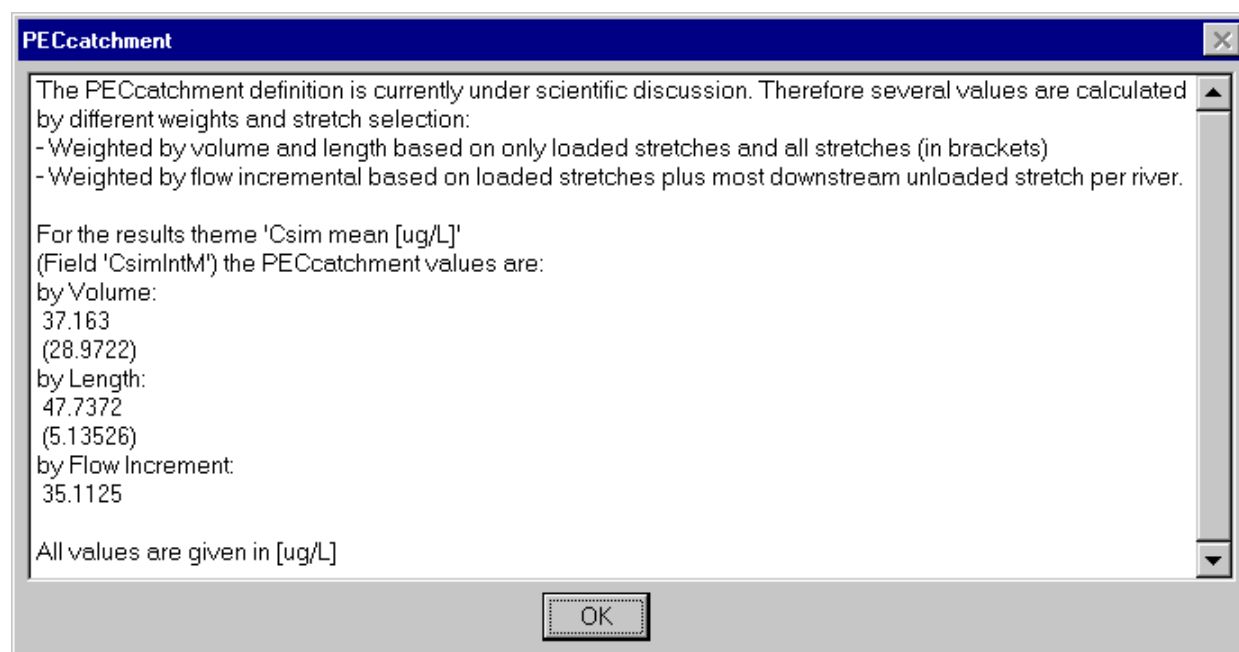 PECcatchment
The PECcatchment definition is currently under scientific discussion. Therefore several values are calculated
by different weights and stretch selection:
- Weighted by volume and length based on only loaded stretches and all stretches (in brackets)
- Weighted by flow incremental based on loaded stretches plus most downstream unloaded stretch per river.
For the results theme 'Csim mean [ug/L]'
(Field 'CsimIntM') the PECcatchment values are:
by Volume:
37.163
(28.9722)
by Length:
47.7372
(5.13526)
by Flow Increment:
35.1125
All values are given in [ug/L]
OK